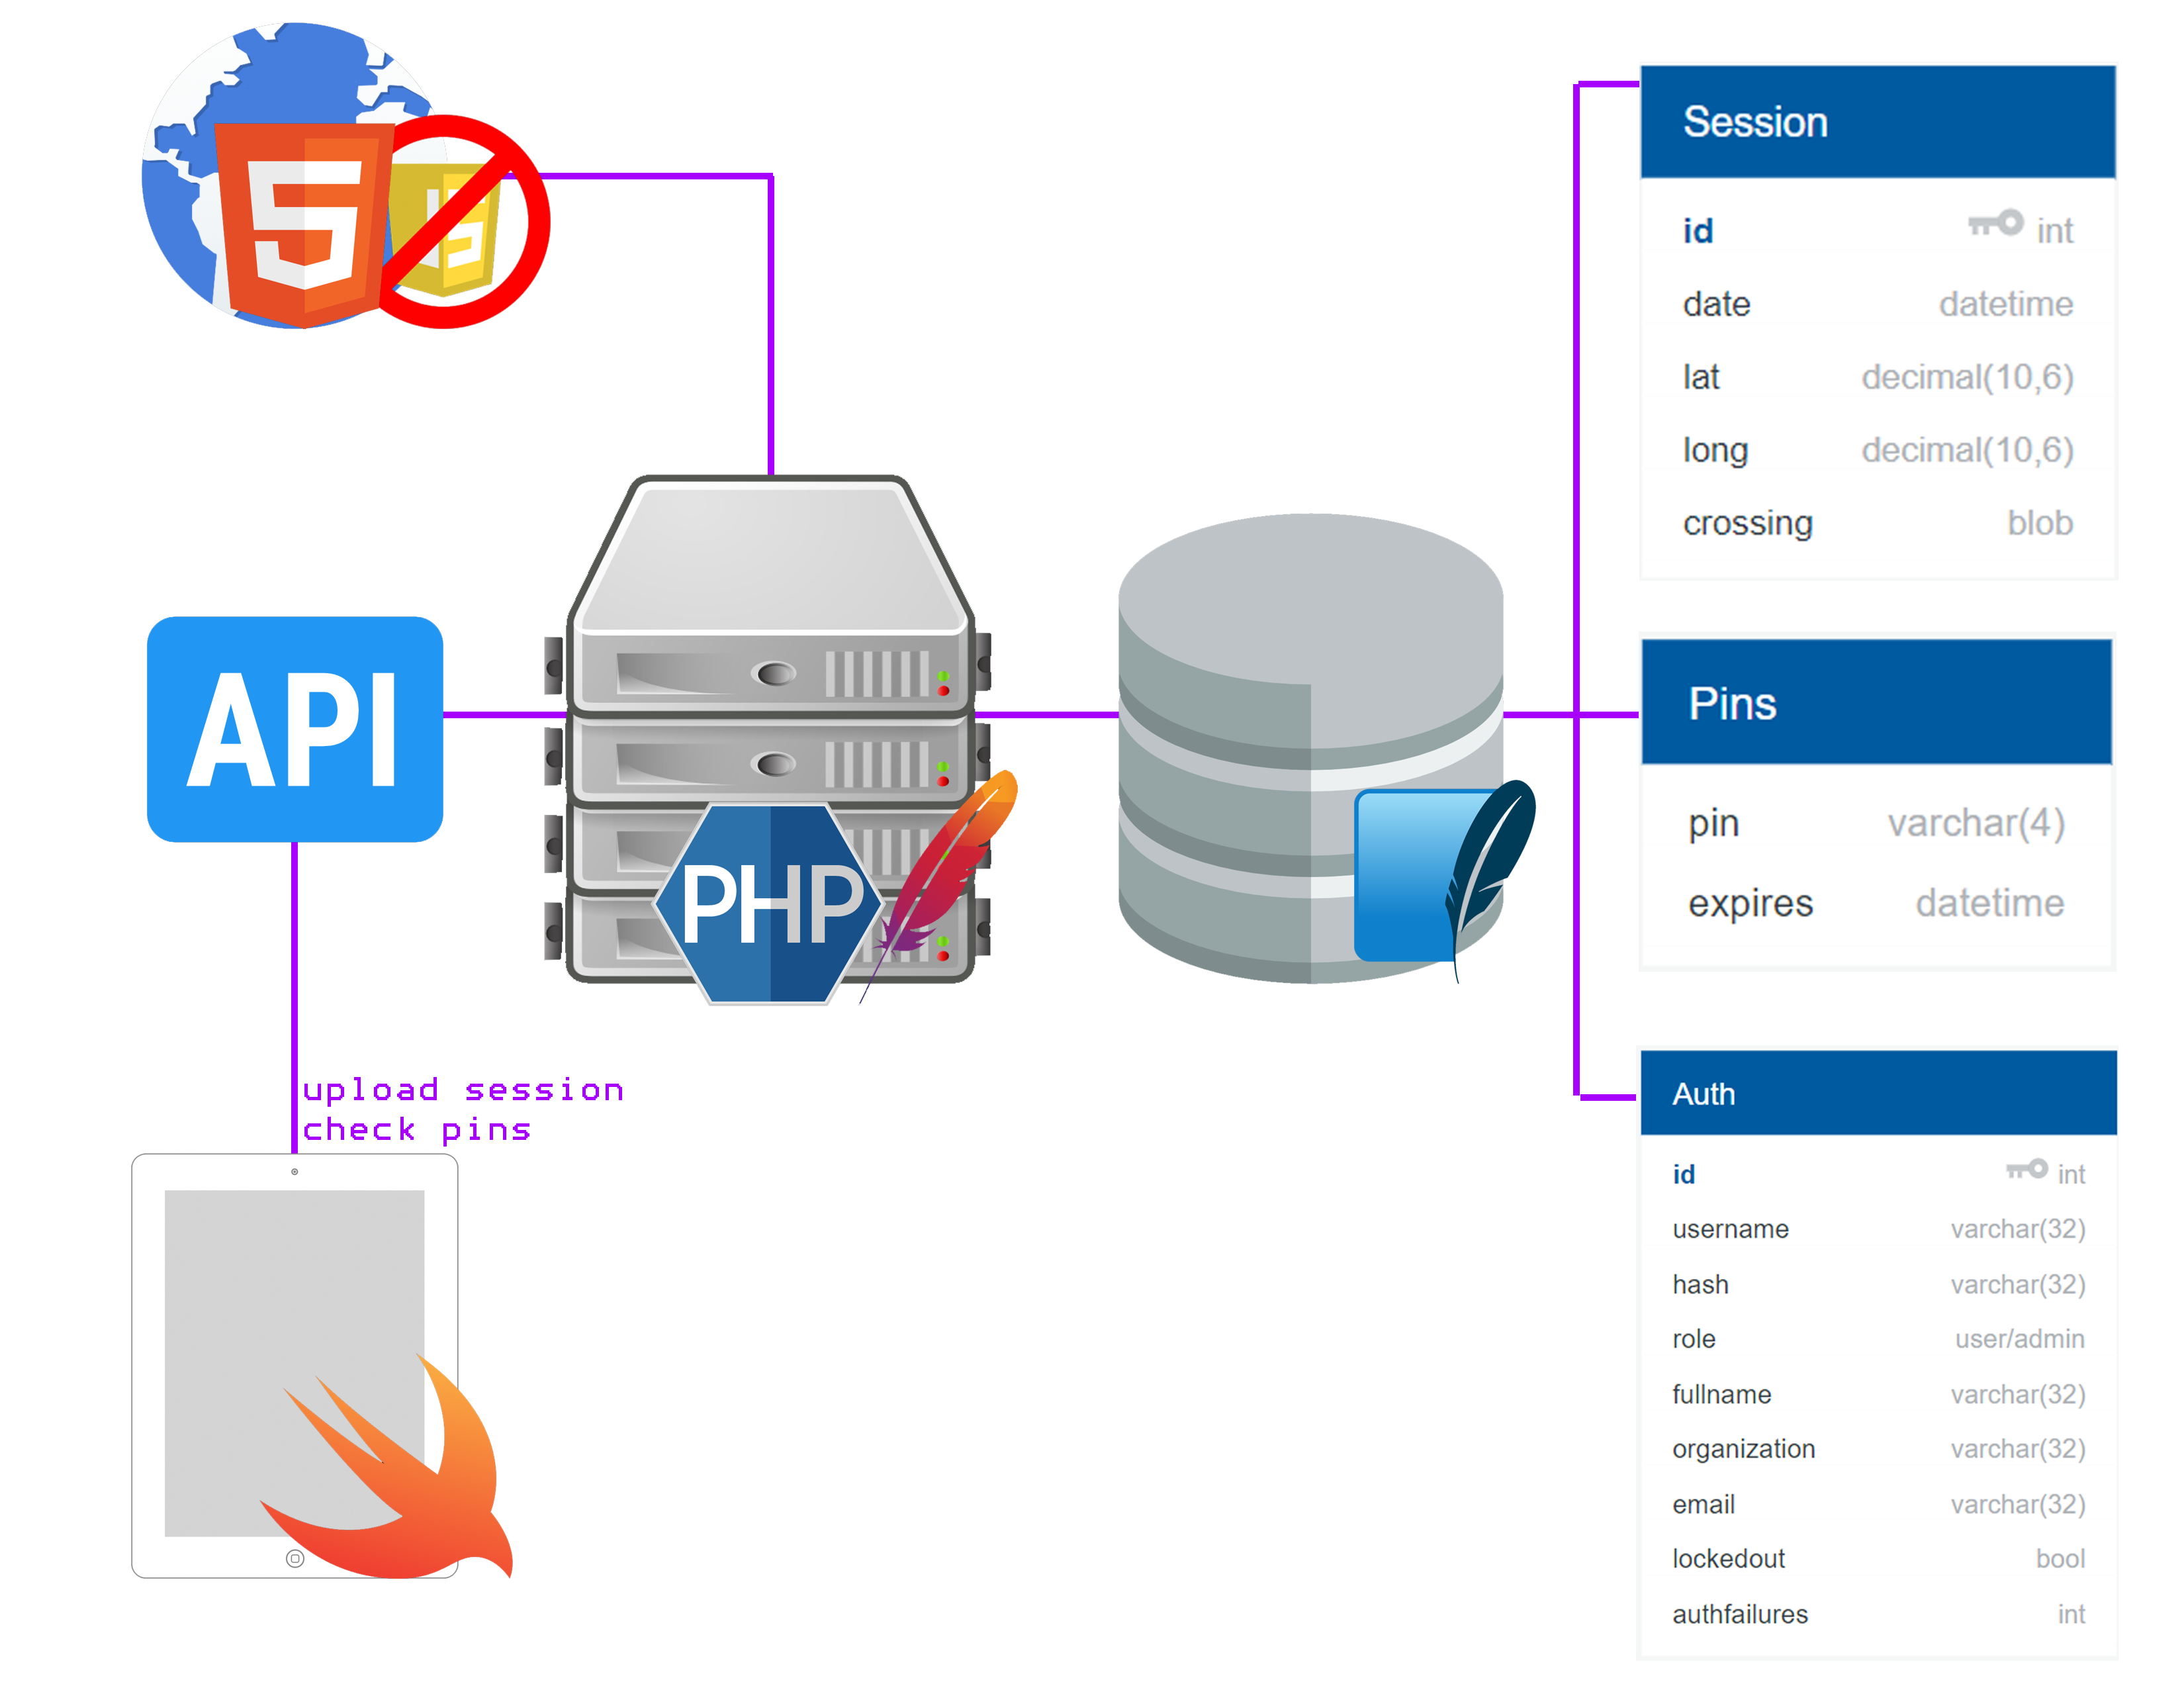 5
JS
API
PHP
upload session
check pins
Session
id int
date datetime
lat decimal(10,6)
long decimal(10,6)
crossing blob
Pins
pin varchar(4)
expires datetime
Auth
id int
username varchar(32)
hash varchar(32)
role user/admin
fullname varchar(32)
organization varchar(32)
email varchar(32)
lockedout bool
authfailures int